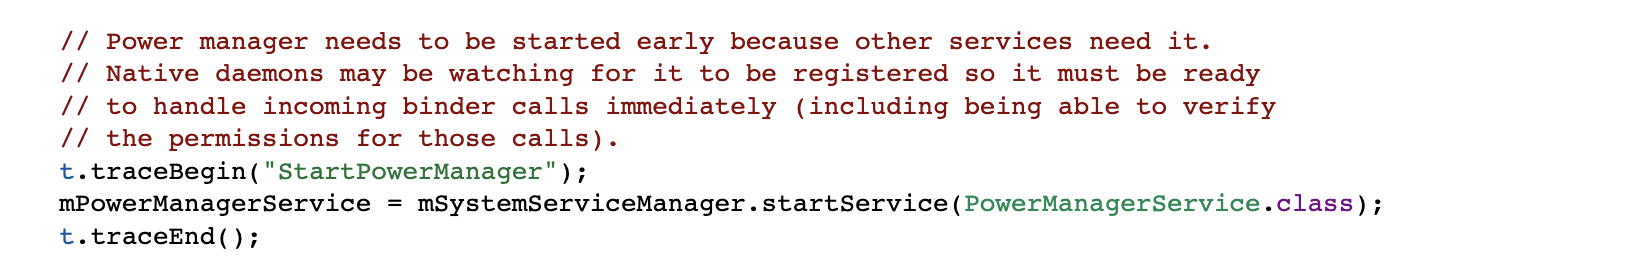 // Power manager needs to be started early because other services need it.
// Native daemons may be watching for it to be registered so it must be ready
// to handle incoming binder calls immediately (including being able to verify
// the permissions for those calls).
t.traceBegin("StartPowerManager");
mPowerManagerService = mSystemServiceManager.startService(PowerManagerService.class);
t.traceEnd();